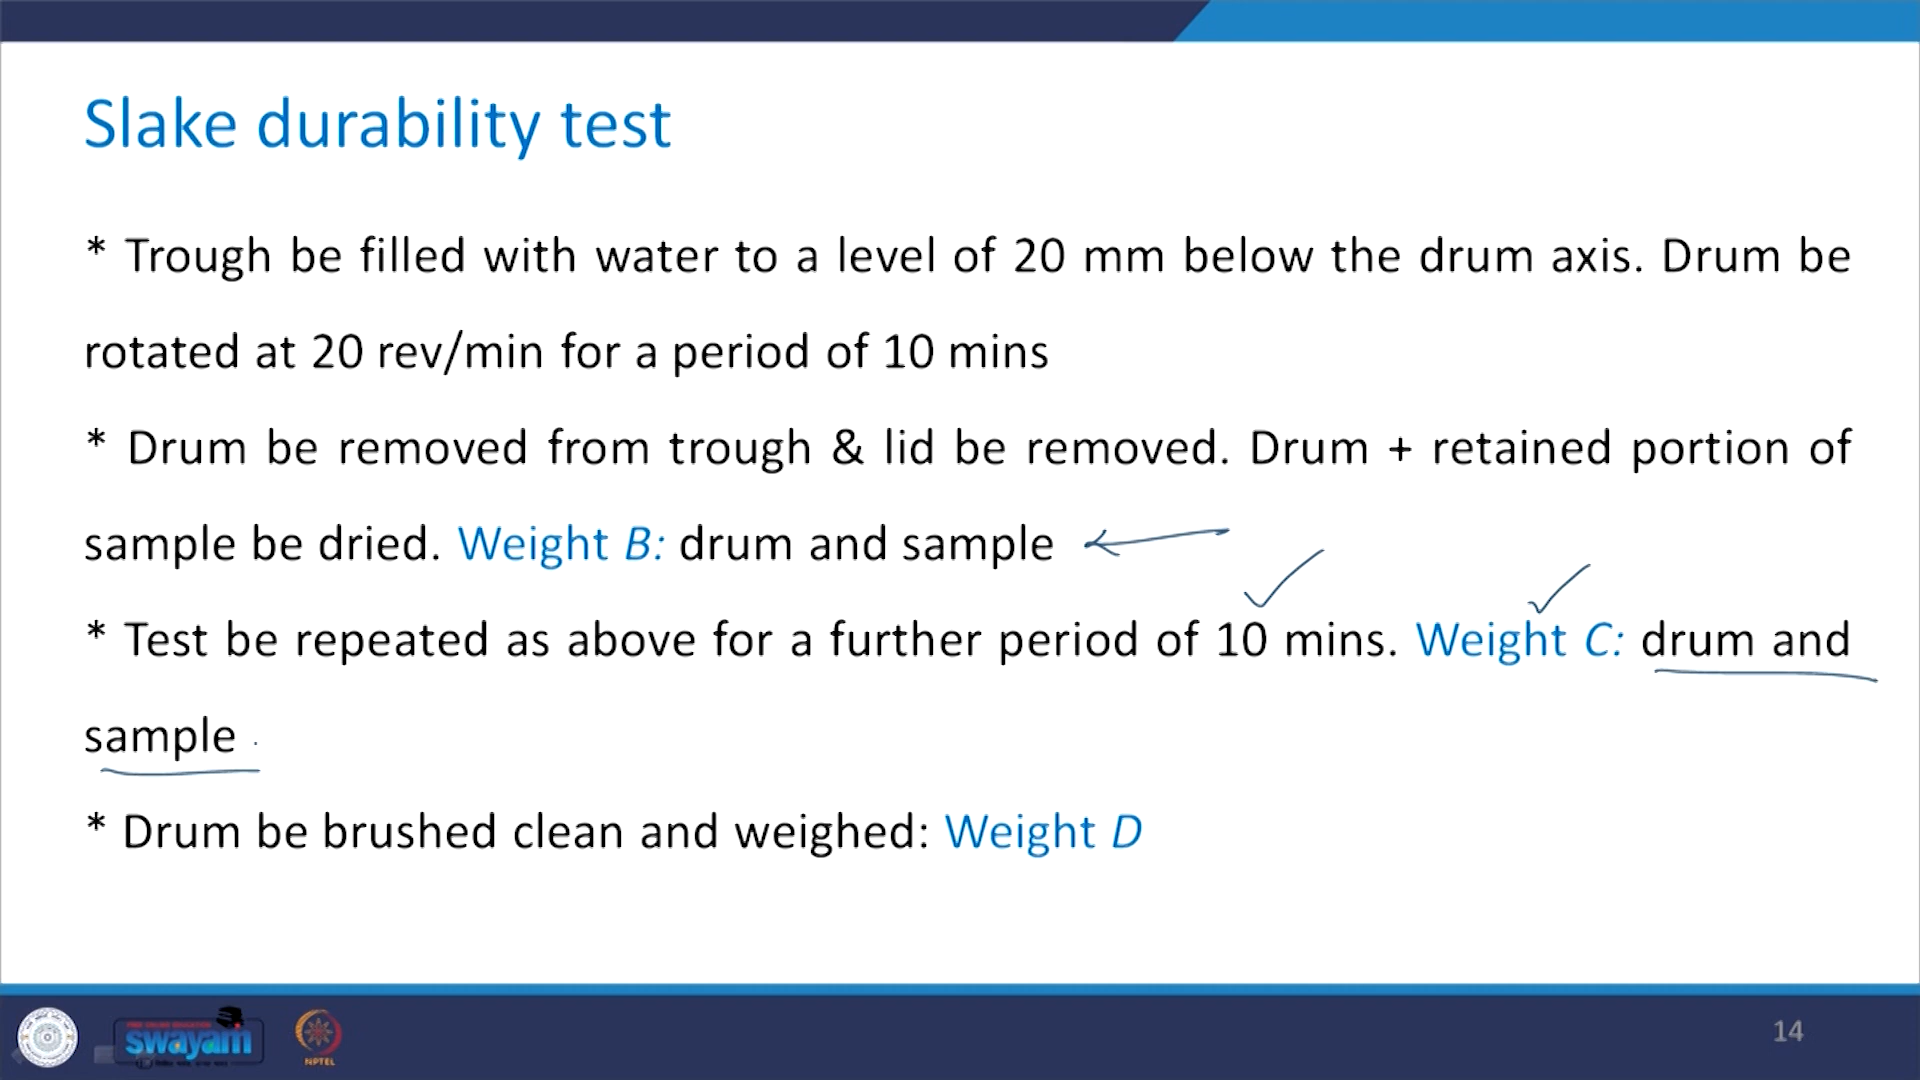 Slake durability test
* Trough be filled with water to a level of 20 mm below the drum axis. Drum be
rotated at 20 rev/min for a period of 10 mins
* Drum be removed from trough & lid be removed. Drum + retained portion of
sample be dried. Weight B: drum and sample
* Test be repeated as above for a further period of 10 mins. Weight C: drum and
sample
* Drum be brushed clean and weighed: Weight D
swayam
NPTEL
14